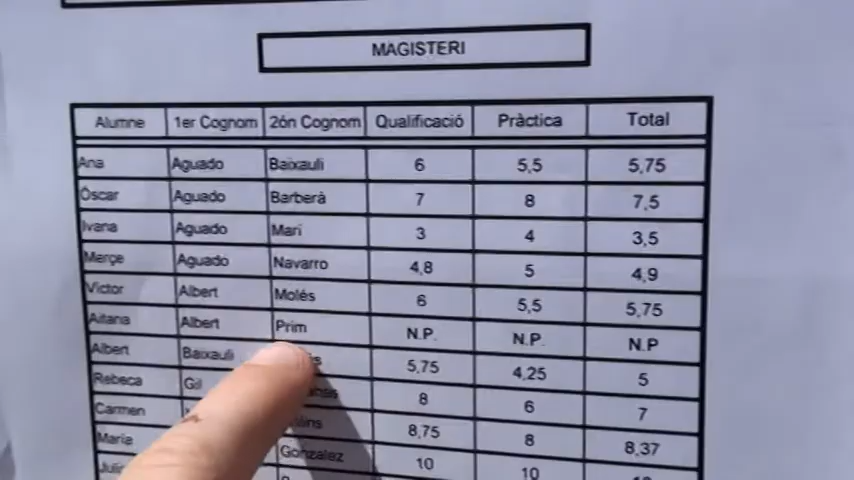 MAGISTERI
Alumne 1er Cognom 2ón Cognom Qualificació Pràctica Total
Ana Aguado Baixauli 6 5,5 5,75
Óscar Aguado Barberà 7 8 7,5
Ivana Aguado Marí 3 4 3,5
Merçe Aguado Navarro 4,8 5 4,9
Víctor Albert Molés 6 5,5 5,75
Aitana Albert Prim N.P. N.P. N.P
Albert Baixauli 5,75 4,25 5
Rebeca Gil 8 6 7
Carmen 8,75 8 8,37
María Gonzalez 10 10